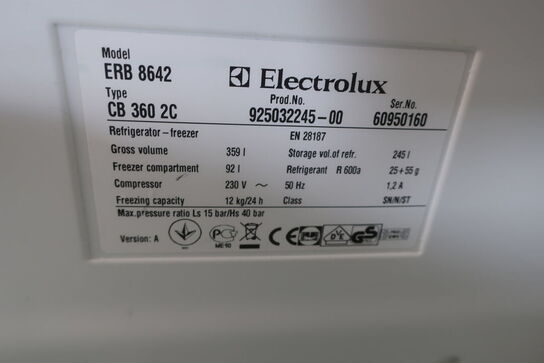 Model
ERB 8642
Electrolux
Type
Prod.No.
Ser.No.
CB 360 2C
925032245-00
60950160
Refrigerator-freezer
EN 28187
Gross volume 359 l Storage vol.of refr. 245 l
Freezer compartment 92 l Refrigerant R 600a 25+55 g
Compressor 230 V ~ 50 Hz 1,2 A
Freezing capacity 12 kg/24 h Class SN/N/ST
Max.pressure ratio Ls 15 bar/Hs 40 bar
Version: A
ME 90
CE
GS